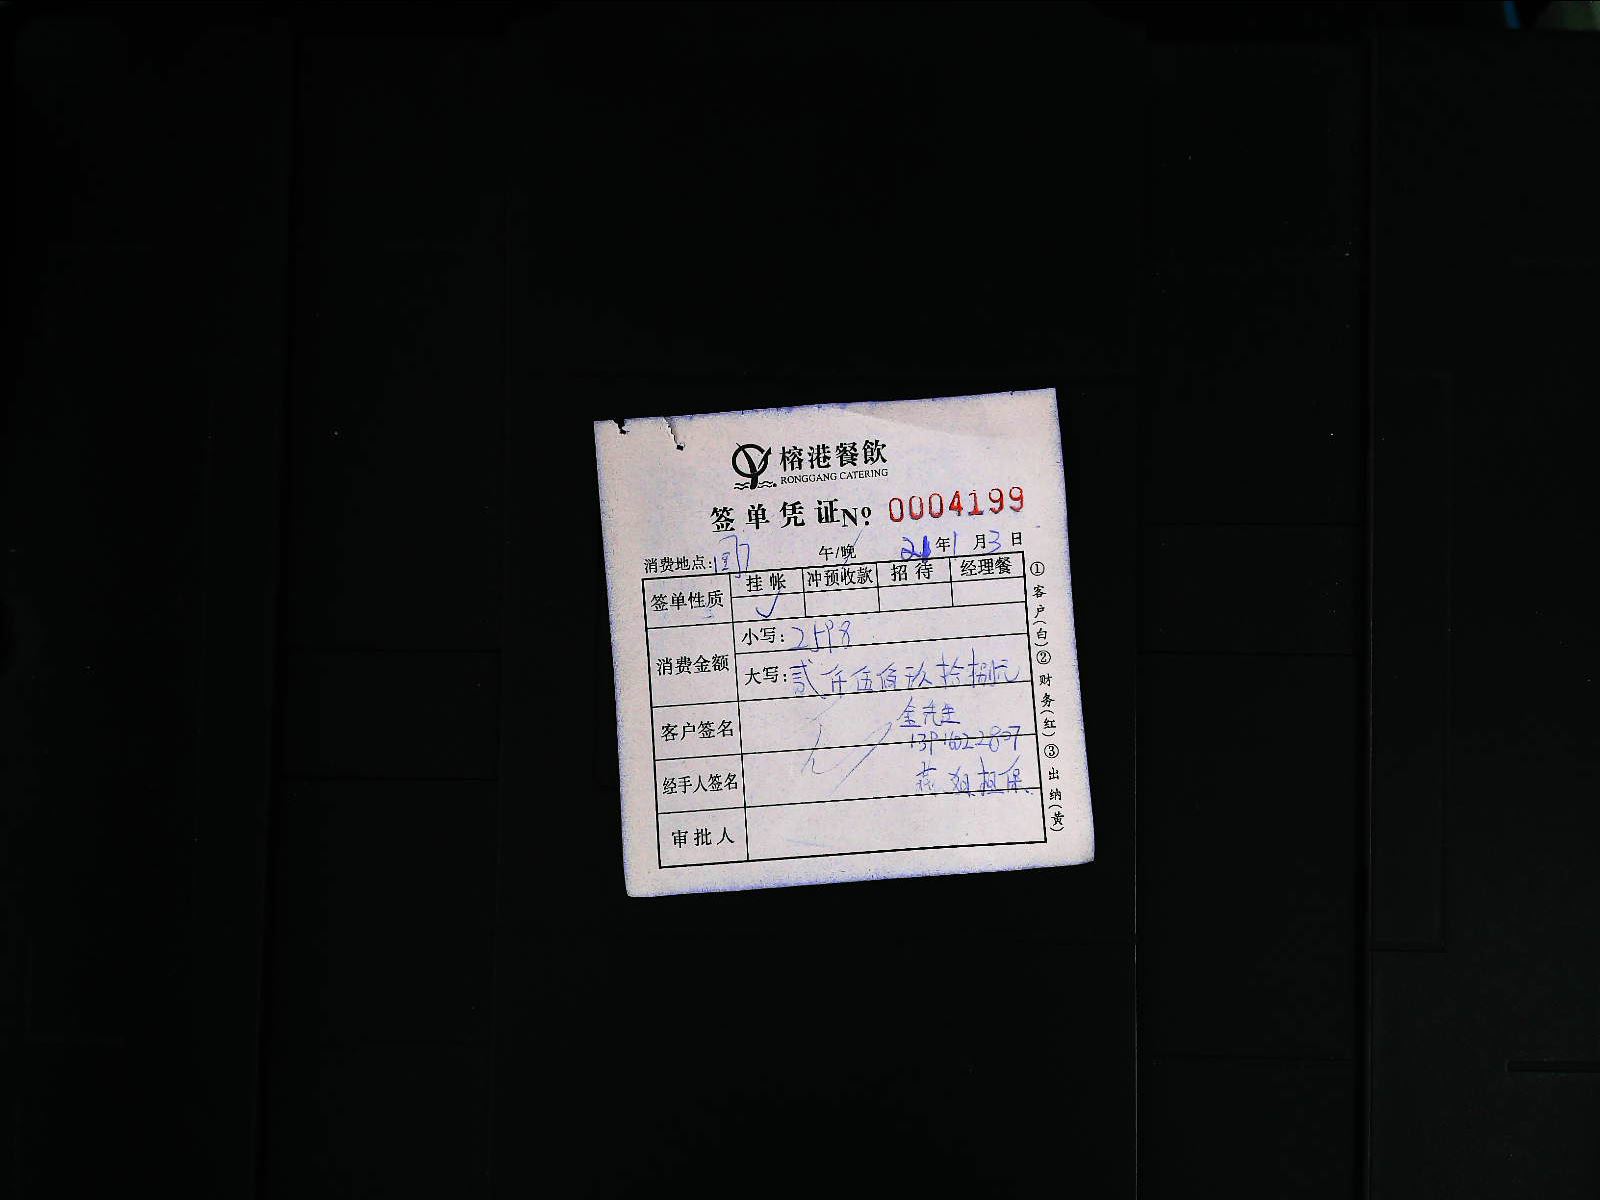 榕港餐飲
RONGGANG CATERING
签单凭证 No. 0004199
消费地点: 午/晚 21年1月3日
签单性质 挂帐 冲预收款 招待 经理餐
✓
消费金额 小写: 2598
大写: 贰仟伍佰玖拾捌元
客户签名 金先生
经手人签名 担保
审批人
①客户(白)②财务(红)③出纳(黄)